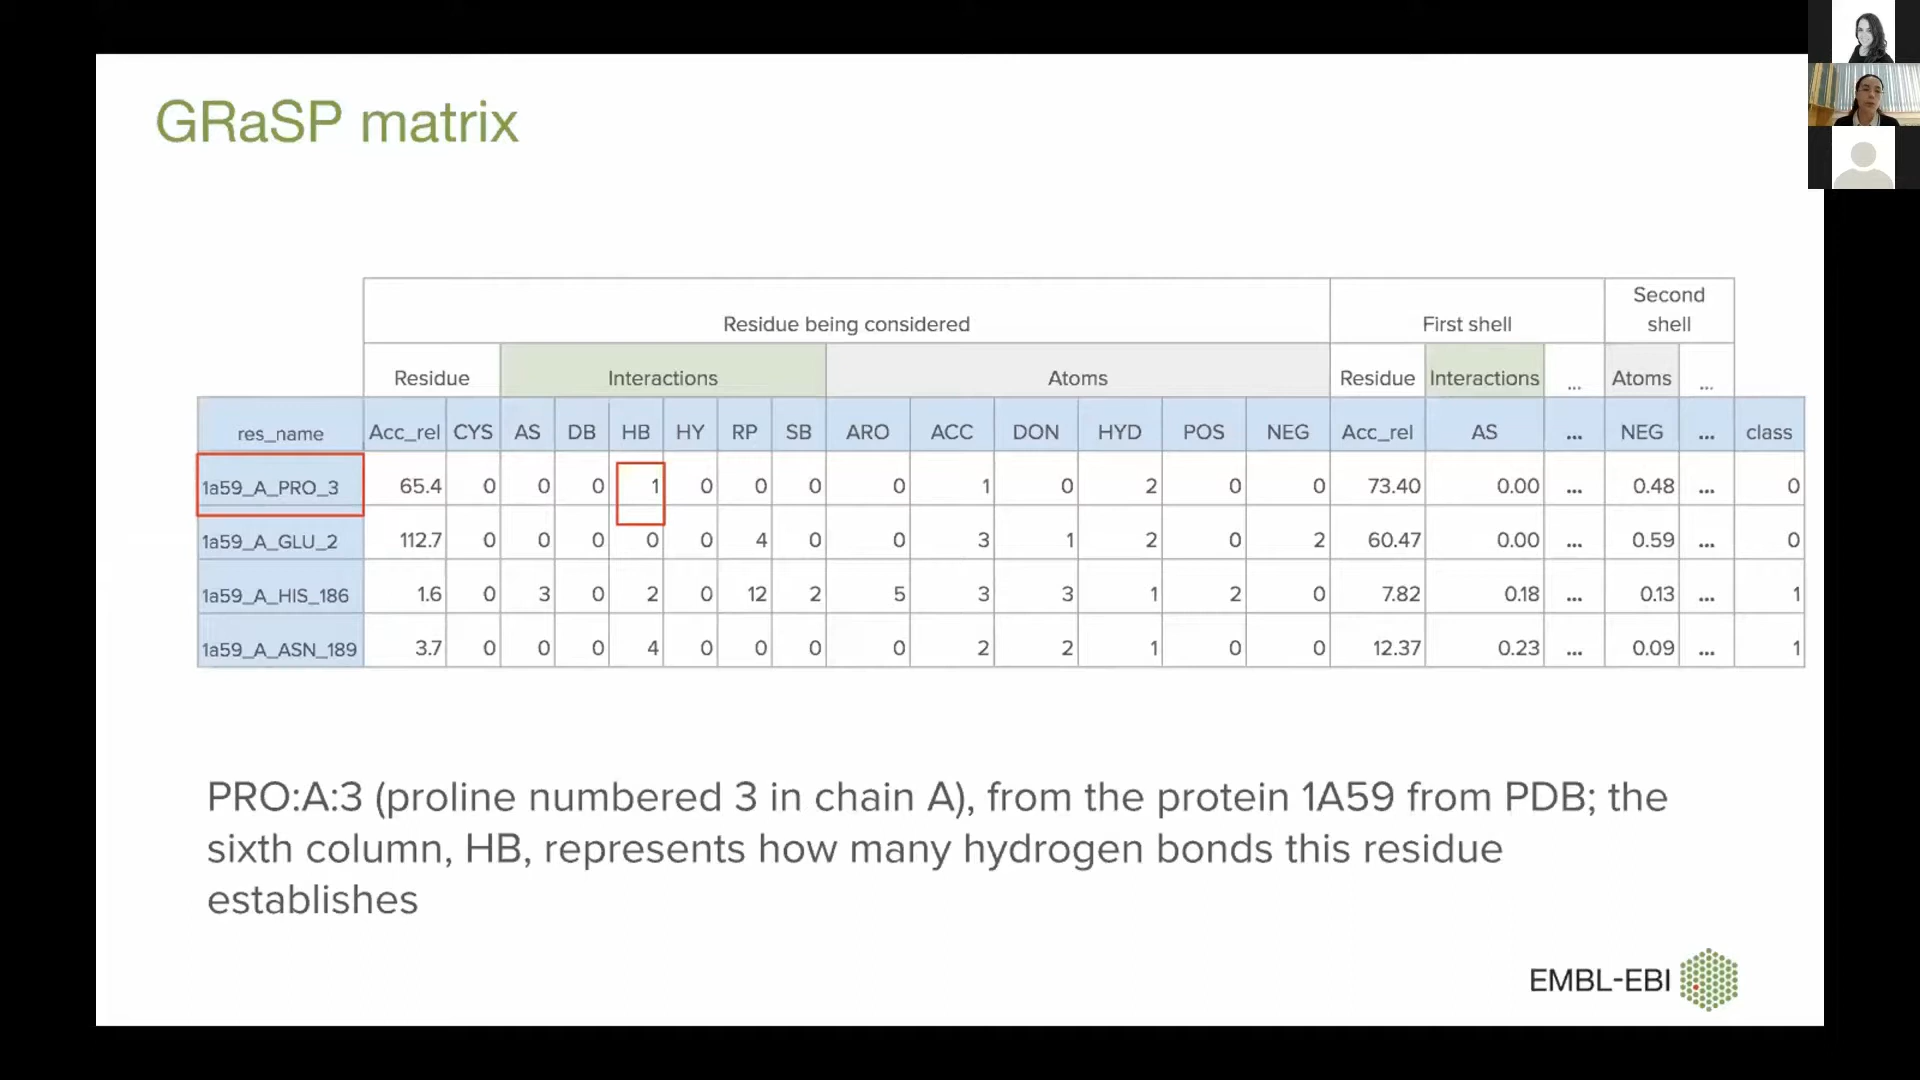 GRaSP matrix
Residue being considered First shell Second shell
Residue Interactions Atoms Residue Interactions ... Atoms ...
res_name Acc_rel CYS AS DB HB HY RP SB ARO ACC DON HYD POS NEG Acc_rel AS ... NEG ... class
1a59_A_PRO_3 65.4 0 0 0 1 0 0 0 0 1 0 2 0 0 73.40 0.00 ... 0.48 ... 0
1a59_A_GLU_2 112.7 0 0 0 0 0 4 0 0 3 1 2 0 2 60.47 0.00 ... 0.59 ... 0
1a59_A_HIS_186 1.6 0 3 0 2 0 12 2 5 3 3 1 2 0 7.82 0.18 ... 0.13 ... 1
1a59_A_ASN_189 3.7 0 0 0 4 0 0 0 0 2 2 1 0 0 12.37 0.23 ... 0.09 ... 1
PRO:A:3 (proline numbered 3 in chain A), from the protein 1A59 from PDB; the
sixth column, HB, represents how many hydrogen bonds this residue
establishes
EMBL-EBI